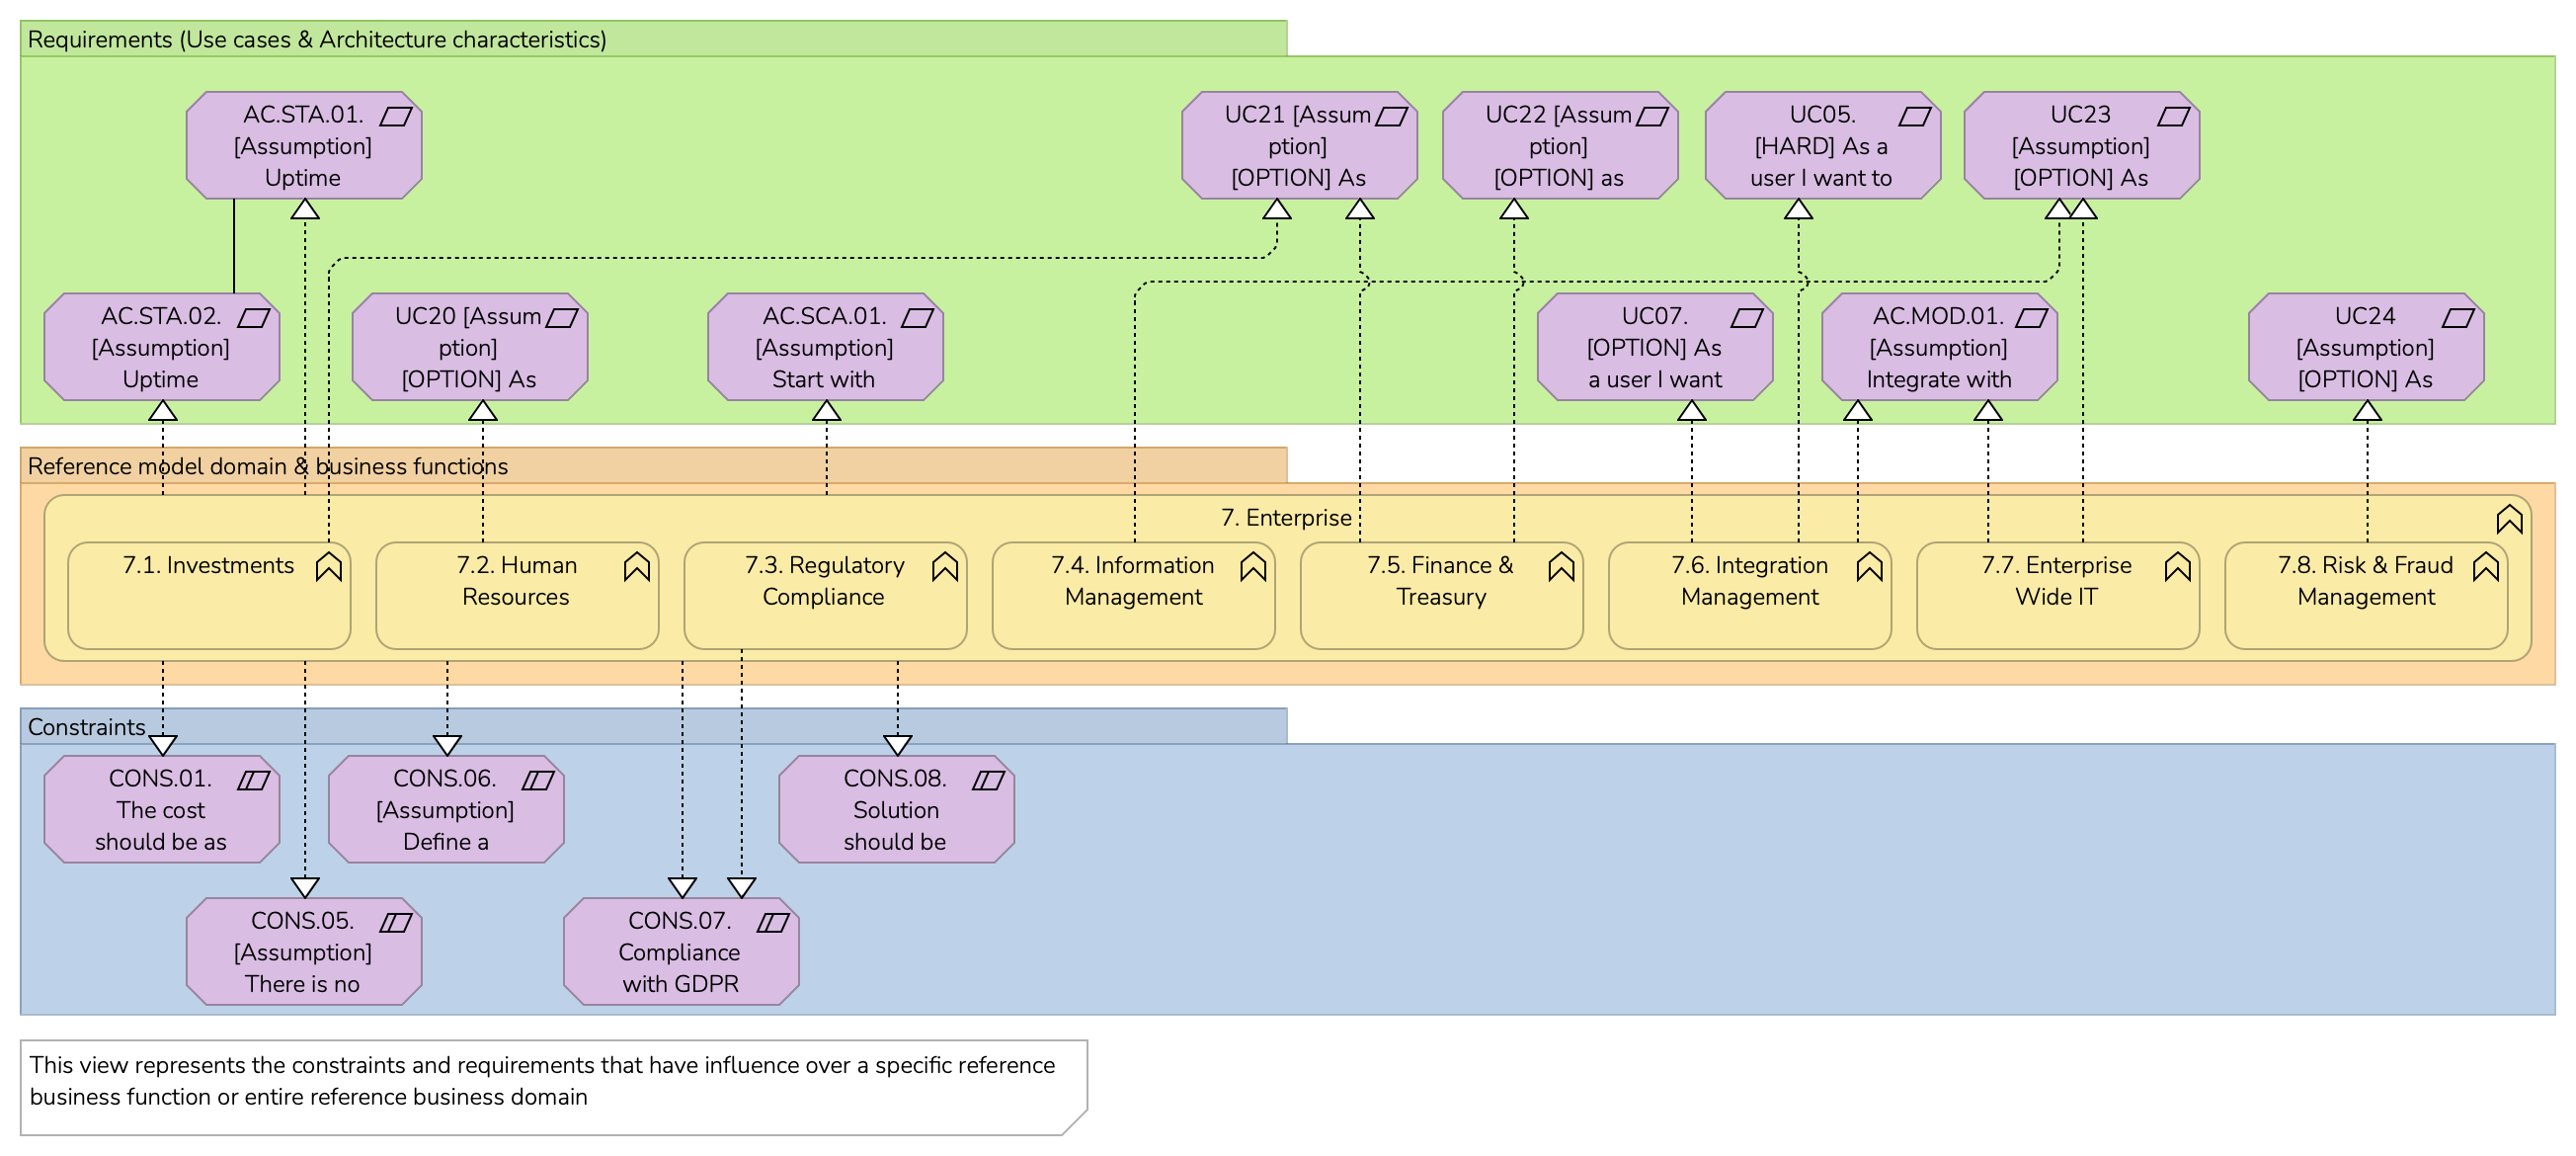 Requirements (Use cases & Architecture characteristics)
AC.STA.01.
[Assumption]
Uptime
UC21 [Assum
ption]
[OPTION] As
UC22 [Assum
ption]
[OPTION] as
UC05.
[HARD] As a
user I want to
UC23
[Assumption]
[OPTION] As
AC.STA.02.
[Assumption]
Uptime
UC20 [Assum
ption]
[OPTION] As
AC.SCA.01.
[Assumption]
Start with
UC07.
[OPTION] As
a user I want
AC.MOD.01.
[Assumption]
Integrate with
UC24
[Assumption]
[OPTION] As
Reference model domain & business functions
7. Enterprise
7.1. Investments
7.2. Human
Resources
7.3. Regulatory
Compliance
7.4. Information
Management
7.5. Finance &
Treasury
7.6. Integration
Management
7.7. Enterprise
Wide IT
7.8. Risk & Fraud
Management
Constraints
CONS.01.
The cost
should be as
CONS.06.
[Assumption]
Define a
CONS.08.
Solution
should be
CONS.05.
[Assumption]
There is no
CONS.07.
Compliance
with GDPR
This view represents the constraints and requirements that have influence over a specific reference
business function or entire reference business domain